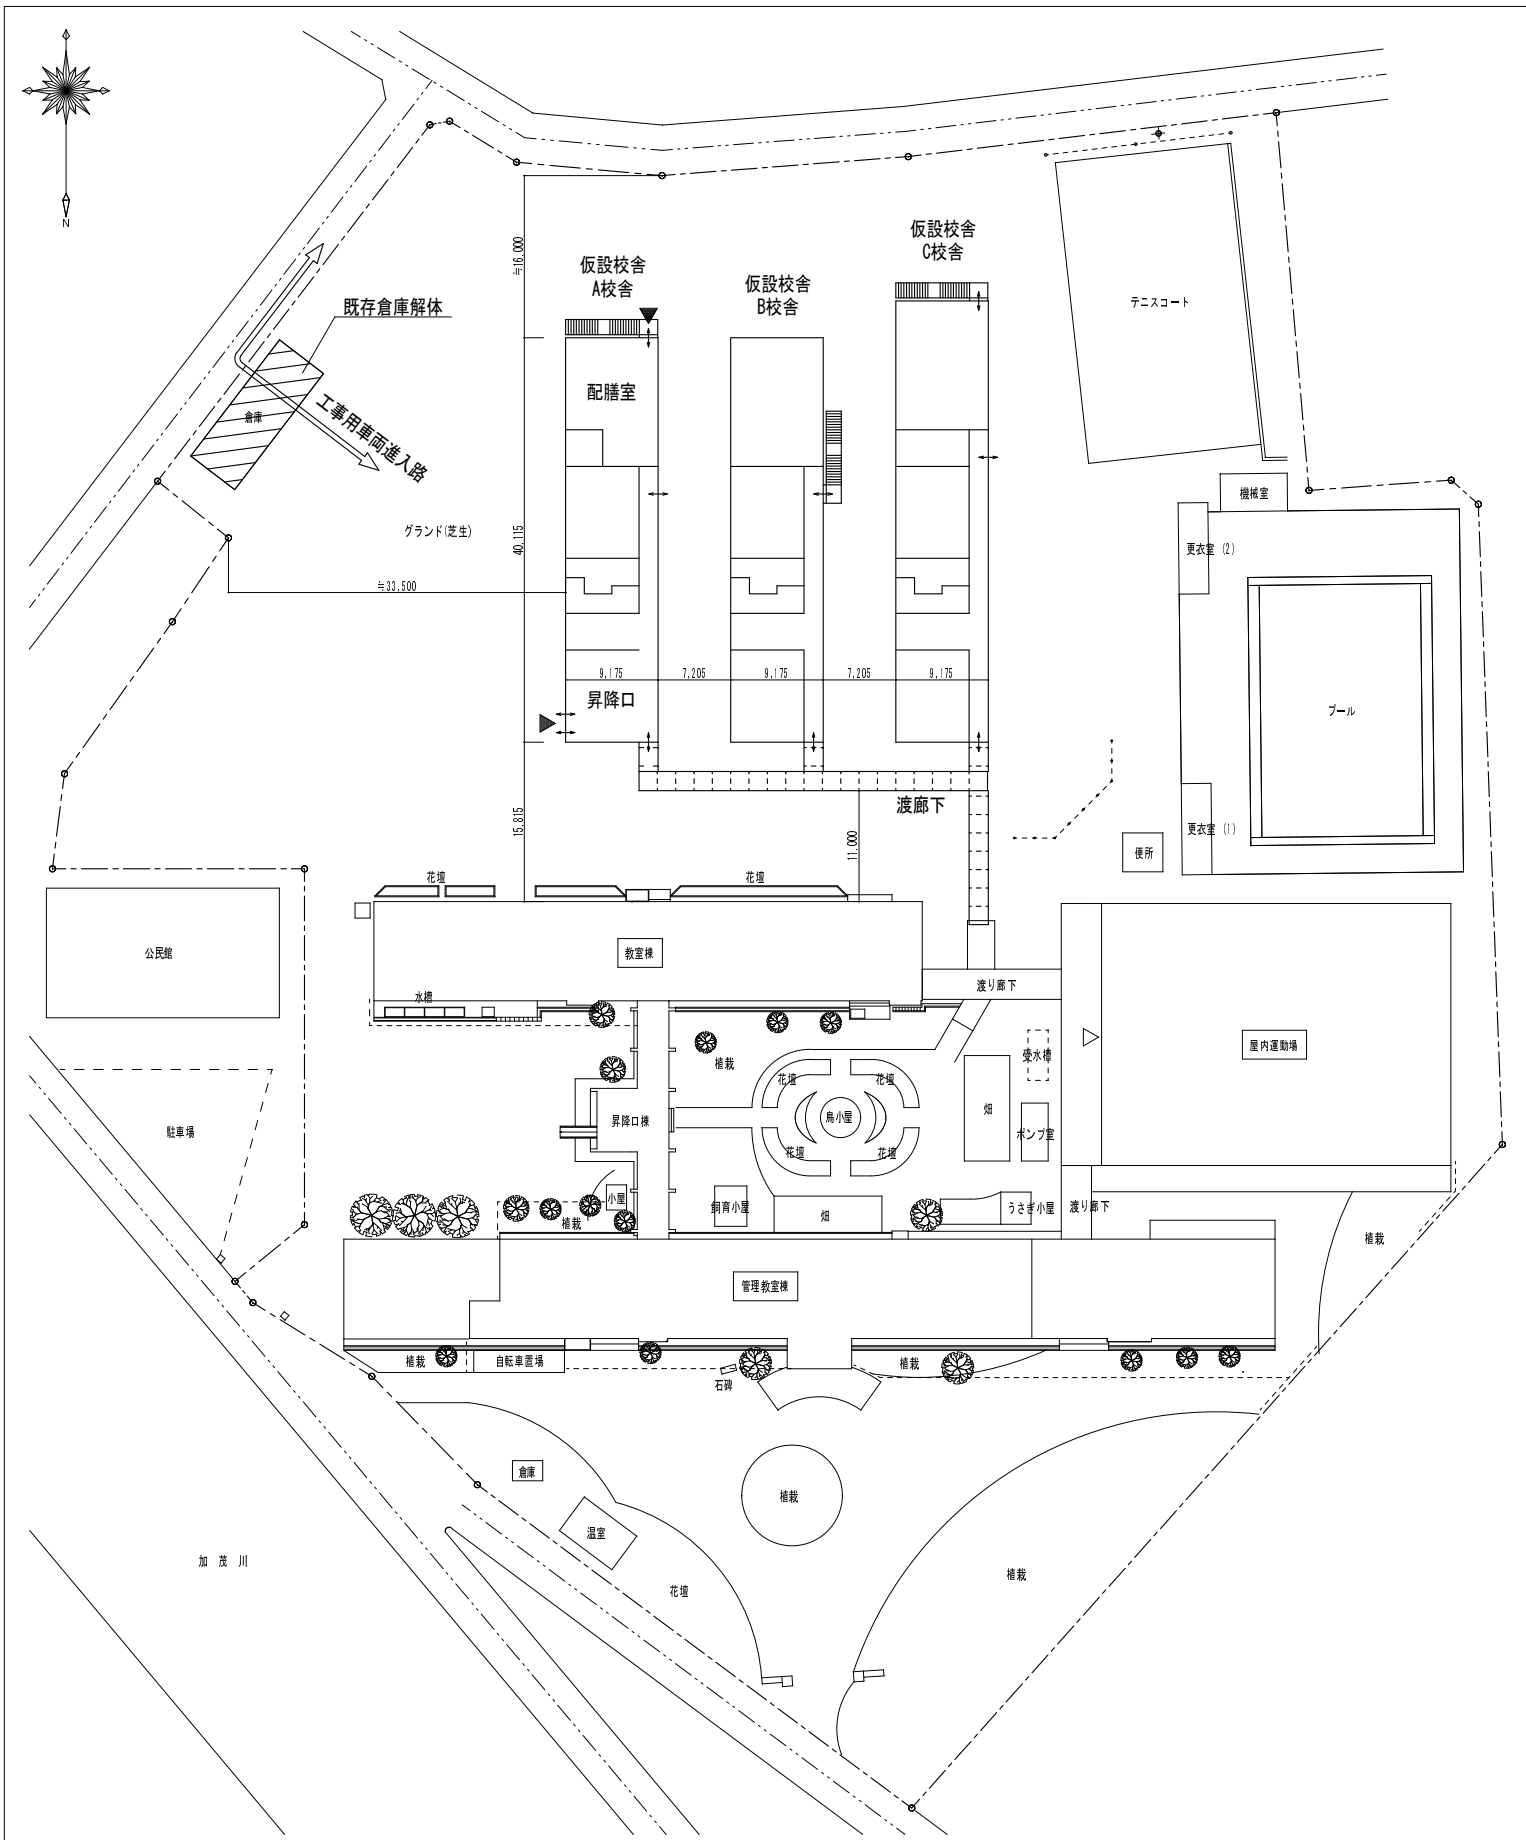 N
仮設校舎
C校舎
仮設校舎
A校舎
仮設校舎
B校舎
≒16,000
テニスコート
既存倉庫解体
配膳室
倉庫
工事用車両進入路
機械室
グランド(芝生)
40,115
更衣室 (2)
≒33,500
9,175
7,205
9,175
7,205
9,175
昇降口
プール
渡廊下
15,815
11,000
更衣室 (1)
便所
花壇
花壇
公民館
教室棟
渡り廊下
水槽
屋内運動場
受水槽
植栽
花壇
花壇
畑
鳥小屋
昇降口棟
駐車場
ポンプ室
花壇
花壇
小屋
飼育小屋
うさぎ小屋
渡り廊下
植栽
畑
植栽
管理教室棟
植栽
自転車置場
植栽
石碑
倉庫
植栽
温室
加茂川
植栽
花壇